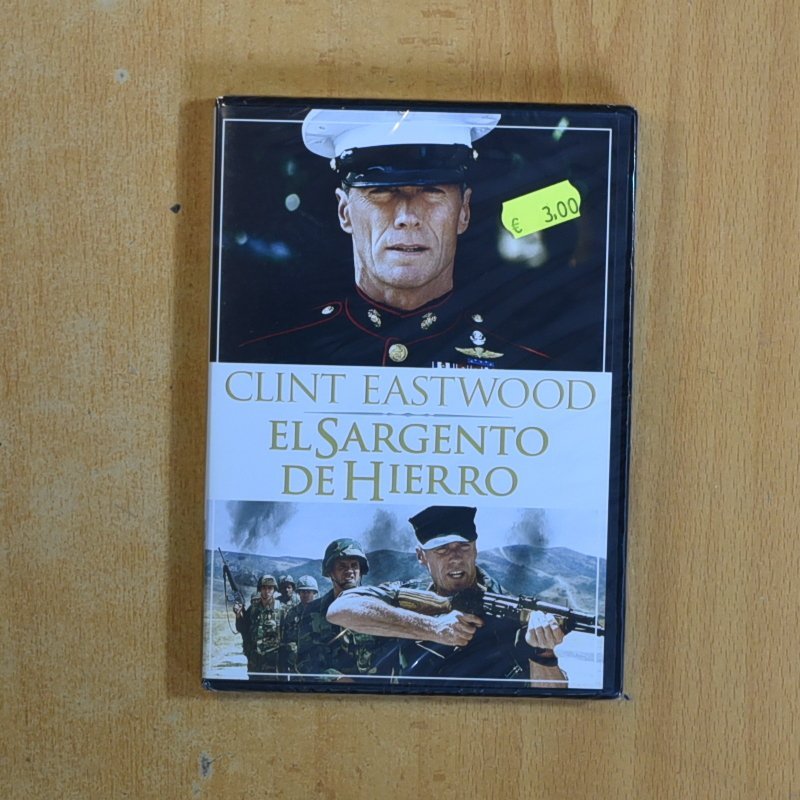 € 3.00
CLINT EASTWOOD
EL SARGENTO
DE HIERRO